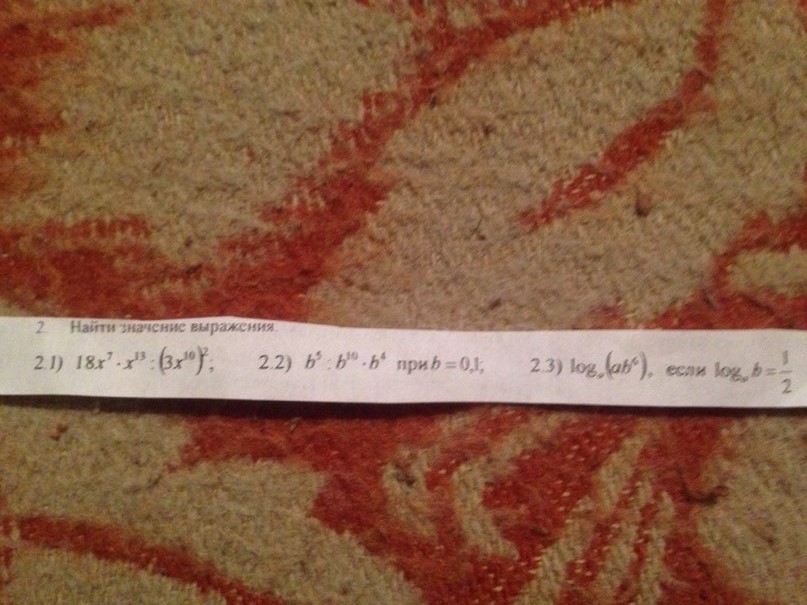 2. Найти значение выражения.
2.1) 18x⁷ · x¹³ : (3x¹⁰)²; 2.2) b⁵ : b¹⁰ · b⁴ при b = 0,1; 2.3) logₐ(ab⁶), если logₐ b = 1/2